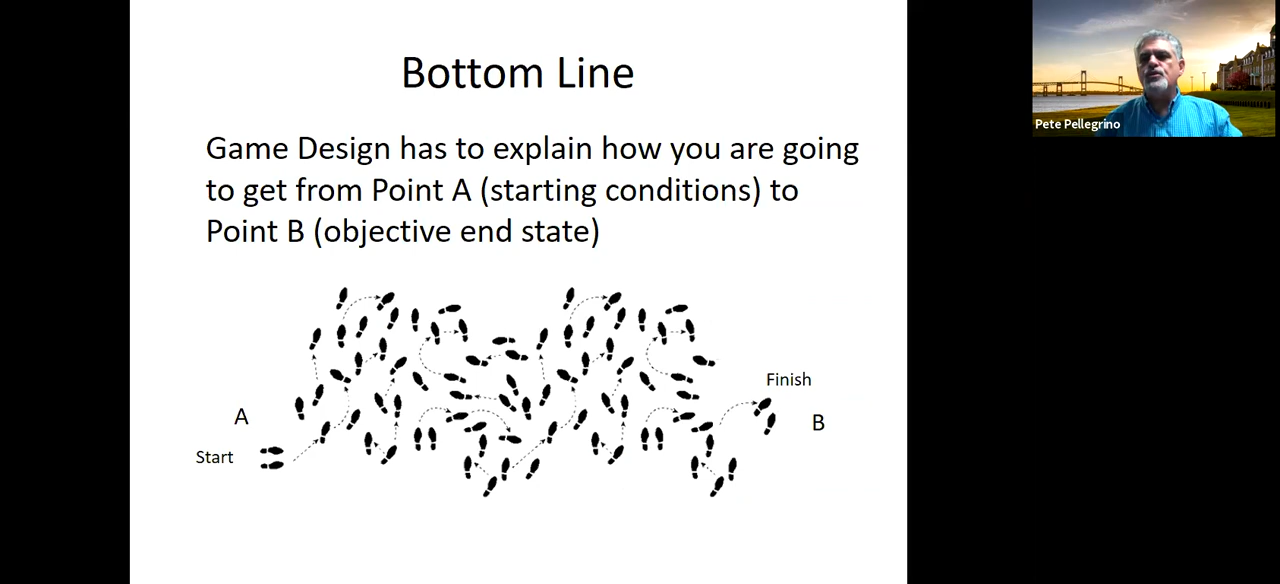 Bottom Line
Pete Pellegrino
Game Design has to explain how you are going
to get from Point A (starting conditions) to
Point B (objective end state)
Finish
A
B
Start